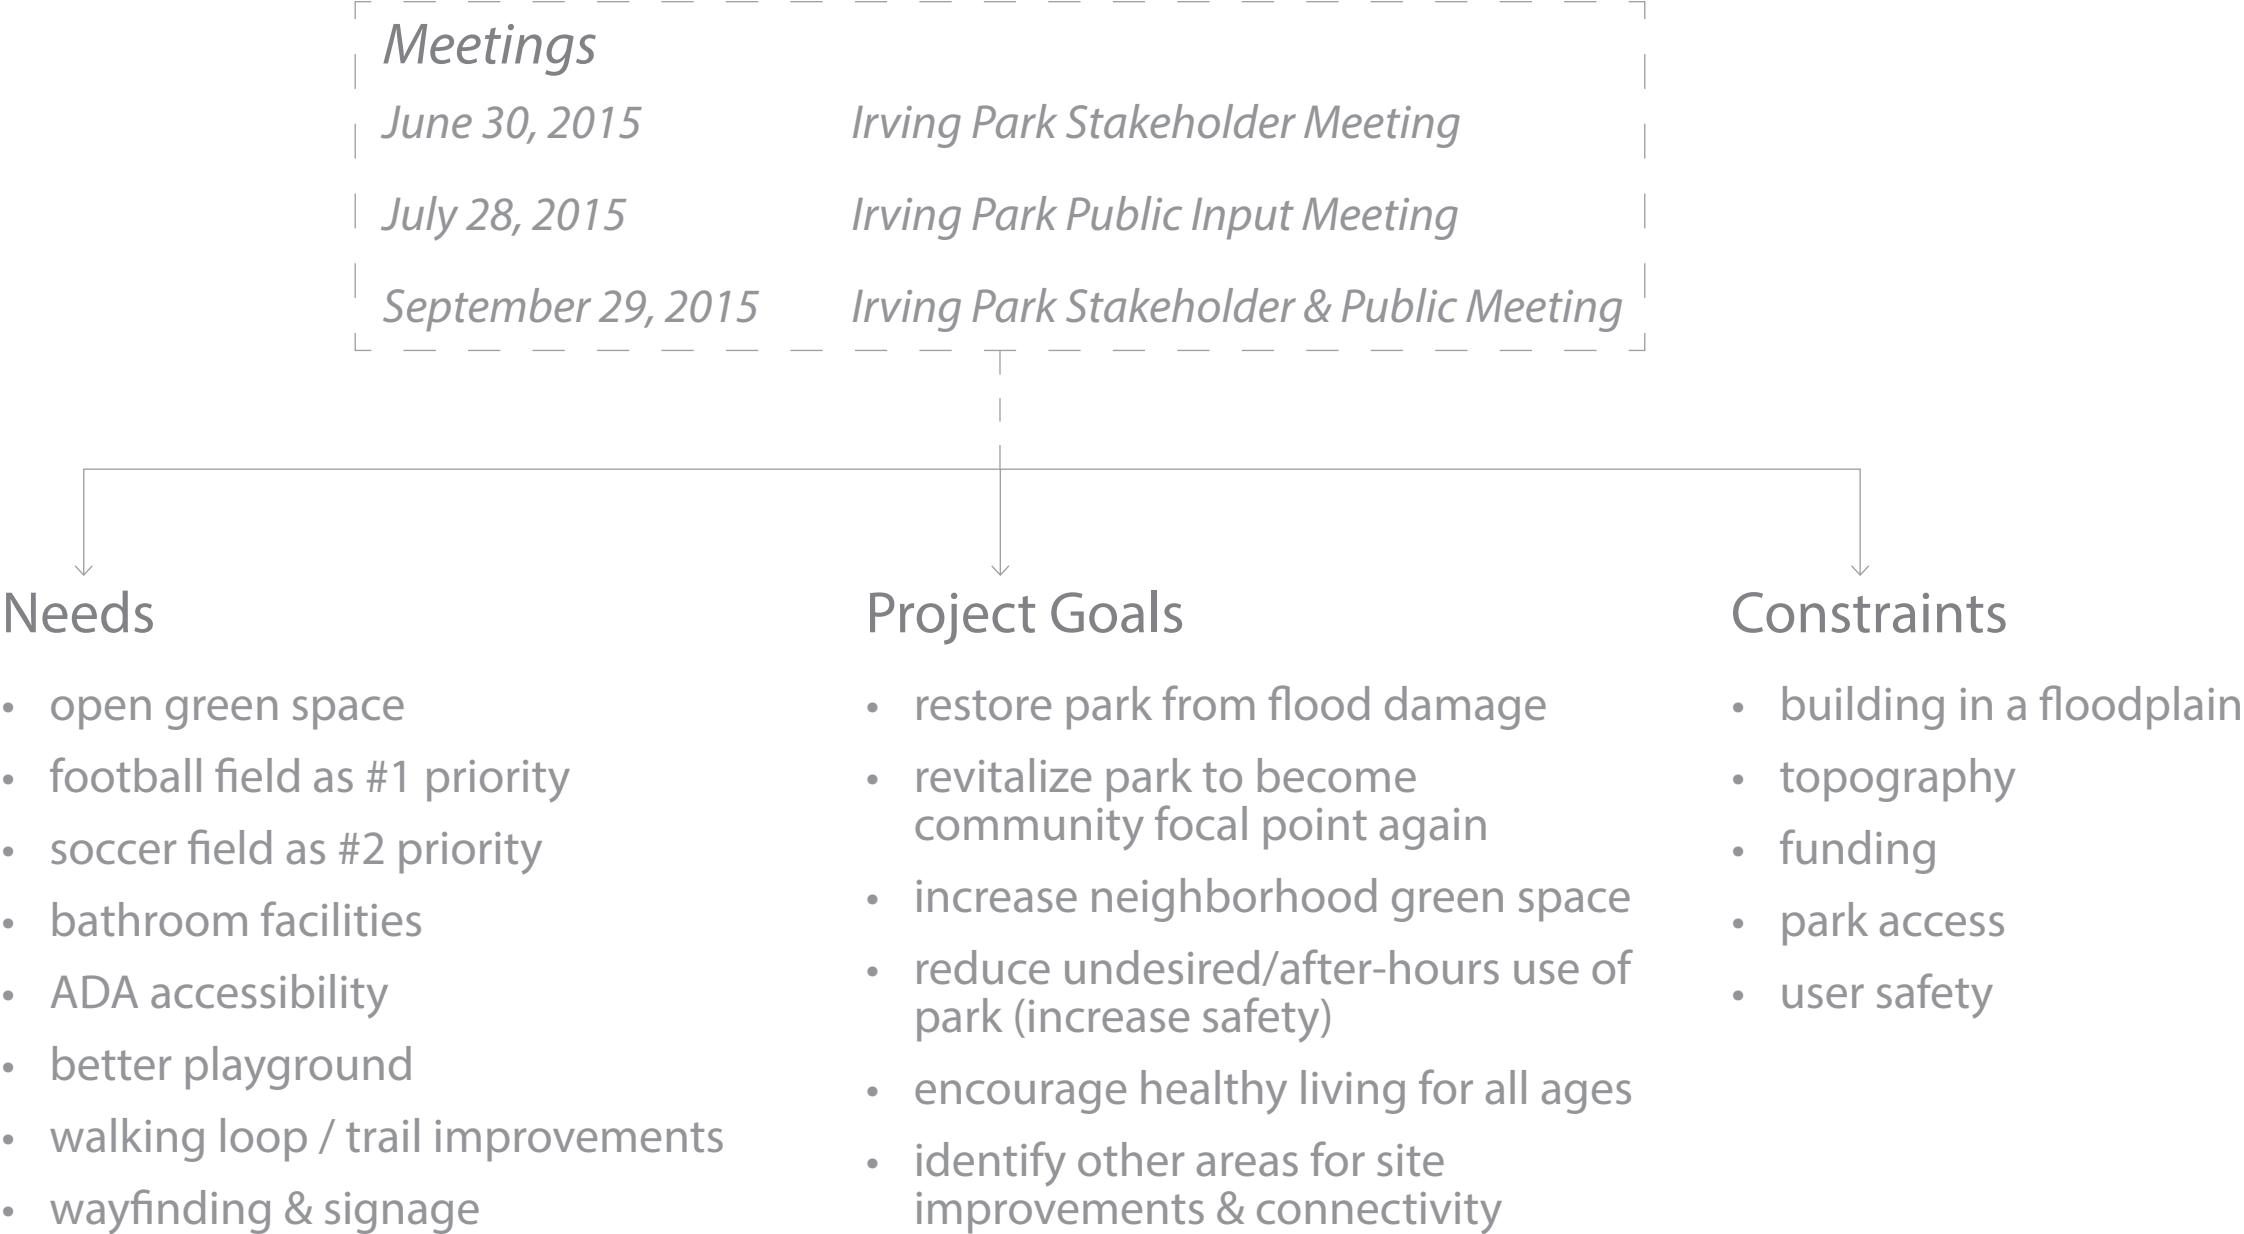 Meetings
June 30, 2015 Irving Park Stakeholder Meeting
July 28, 2015 Irving Park Public Input Meeting
September 29, 2015 Irving Park Stakeholder & Public Meeting
Needs
• open green space
• football field as #1 priority
• soccer field as #2 priority
• bathroom facilities
• ADA accessibility
• better playground
• walking loop / trail improvements
• wayfinding & signage
Project Goals
• restore park from flood damage
• revitalize park to become
community focal point again
• increase neighborhood green space
• reduce undesired/after-hours use of
park (increase safety)
• encourage healthy living for all ages
• identify other areas for site
improvements & connectivity
Constraints
• building in a floodplain
• topography
• funding
• park access
• user safety